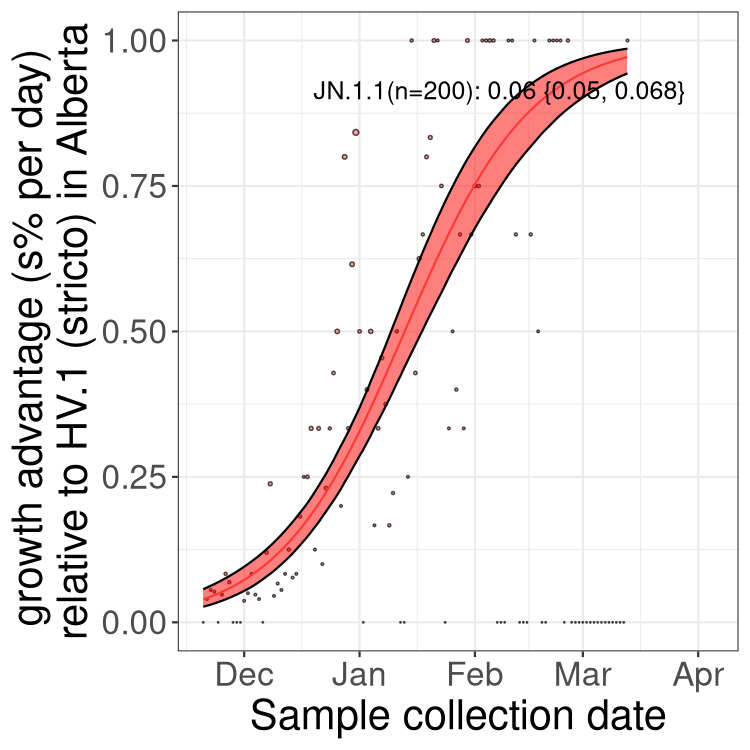 growth advantage (s% per day)
relative to HV.1 (stricto) in Alberta
1.00
0.75
0.50
0.25
0.00
JN.1.1(n=200): 0.06 {0.05, 0.068}
Dec Jan Feb Mar Apr
Sample collection date